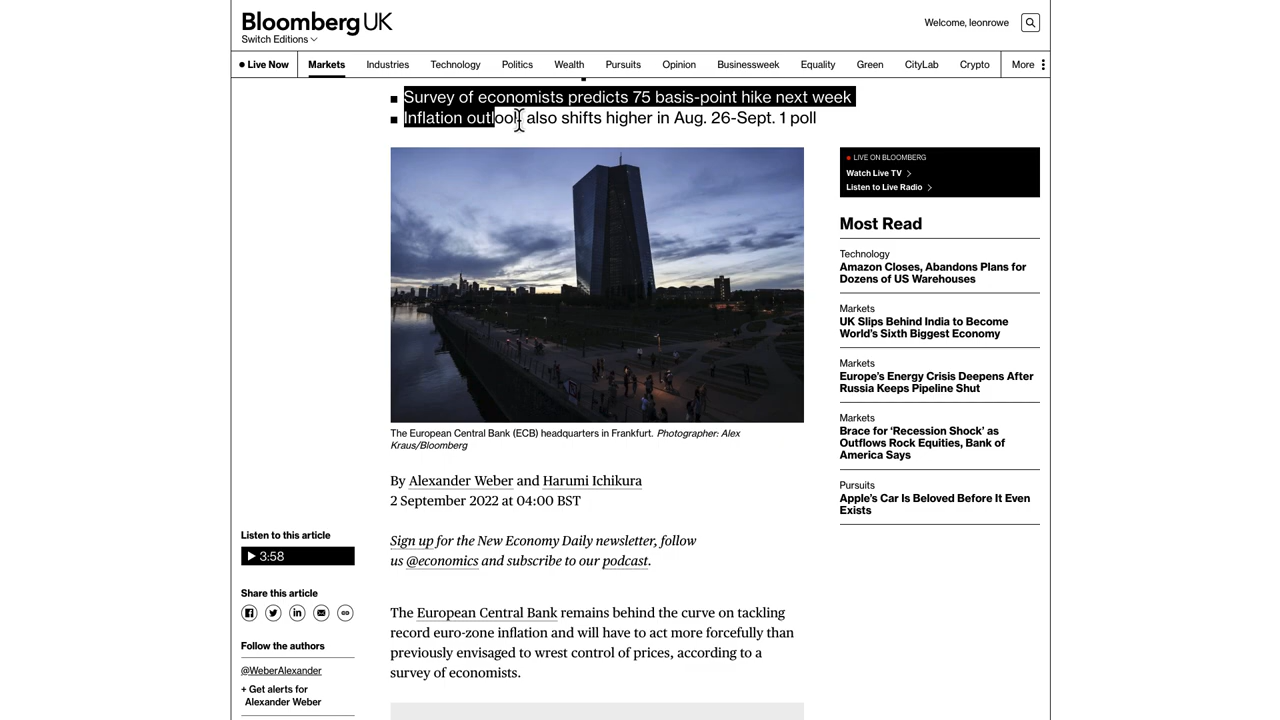 Bloomberg UK
Switch Editions
Welcome, leonrowe
Live Now
Markets
Industries
Technology
Politics
Wealth
Pursuits
Opinion
Businessweek
Equality
Green
CityLab
Crypto
More
Survey of economists predicts 75 basis-point hike next week
Inflation outlook also shifts higher in Aug. 26-Sept. 1 poll
The European Central Bank (ECB) headquarters in Frankfurt. Photographer: Alex
Kraus/Bloomberg
By Alexander Weber and Harumi Ichikura
2 September 2022 at 04:00 BST
Sign up for the New Economy Daily newsletter, follow
us @economics and subscribe to our podcast.
The European Central Bank remains behind the curve on tackling
record euro-zone inflation and will have to act more forcefully than
previously envisaged to wrest control of prices, according to a
survey of economists.
Listen to this article
3:58
Share this article
Follow the authors
@WeberAlexander
+ Get alerts for
Alexander Weber
LIVE ON BLOOMBERG
Watch Live TV
Listen to Live Radio
Most Read
Technology
Amazon Closes, Abandons Plans for
Dozens of US Warehouses
Markets
UK Slips Behind India to Become
World's Sixth Biggest Economy
Markets
Europe's Energy Crisis Deepens After
Russia Keeps Pipeline Shut
Markets
Brace for 'Recession Shock' as
Outflows Rock Equities, Bank of
America Says
Pursuits
Apple's Car Is Beloved Before It Even
Exists